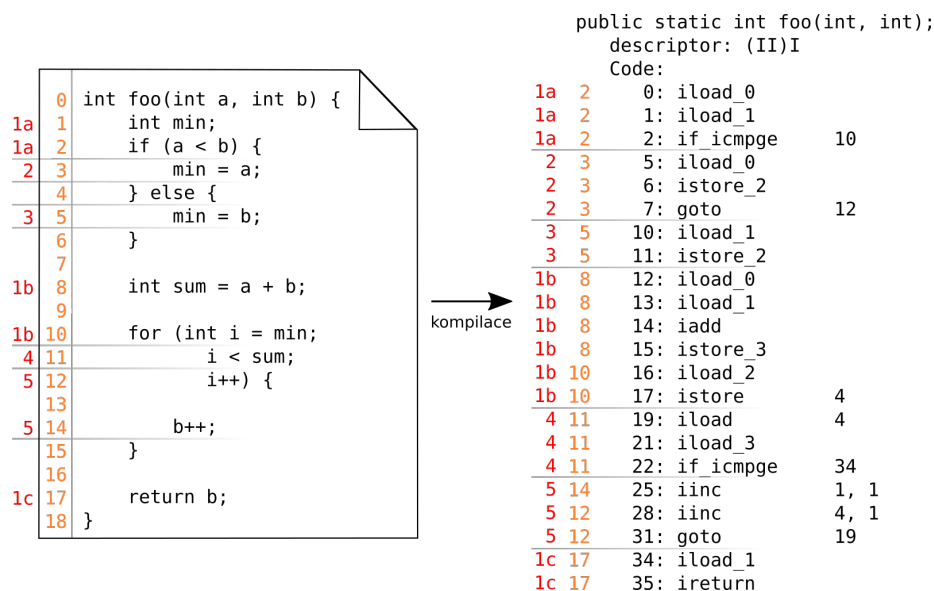 0 int foo(int a, int b) {
1a 1 int min;
1a 2 if (a < b) {
2 3 min = a;
4 } else {
3 5 min = b;
6 }
7
1b 8 int sum = a + b;
9
1b 10 for (int i = min;
4 11 i < sum;
5 12 i++) {
13
5 14 b++;
15 }
16
1c 17 return b;
18 }
kompilace
public static int foo(int, int);
descriptor: (II)I
Code:
1a 2 0: iload_0
1a 2 1: iload_1
1a 2 2: if_icmpge 10
2 3 5: iload_0
2 3 6: istore_2
2 3 7: goto 12
3 5 10: iload_1
3 5 11: istore_2
1b 8 12: iload_0
1b 8 13: iload_1
1b 8 14: iadd
1b 8 15: istore_3
1b 10 16: iload_2
1b 10 17: istore 4
4 11 19: iload 4
4 11 21: iload_3
4 11 22: if_icmpge 34
5 14 25: iinc 1, 1
5 12 28: iinc 4, 1
5 12 31: goto 19
1c 17 34: iload_1
1c 17 35: ireturn